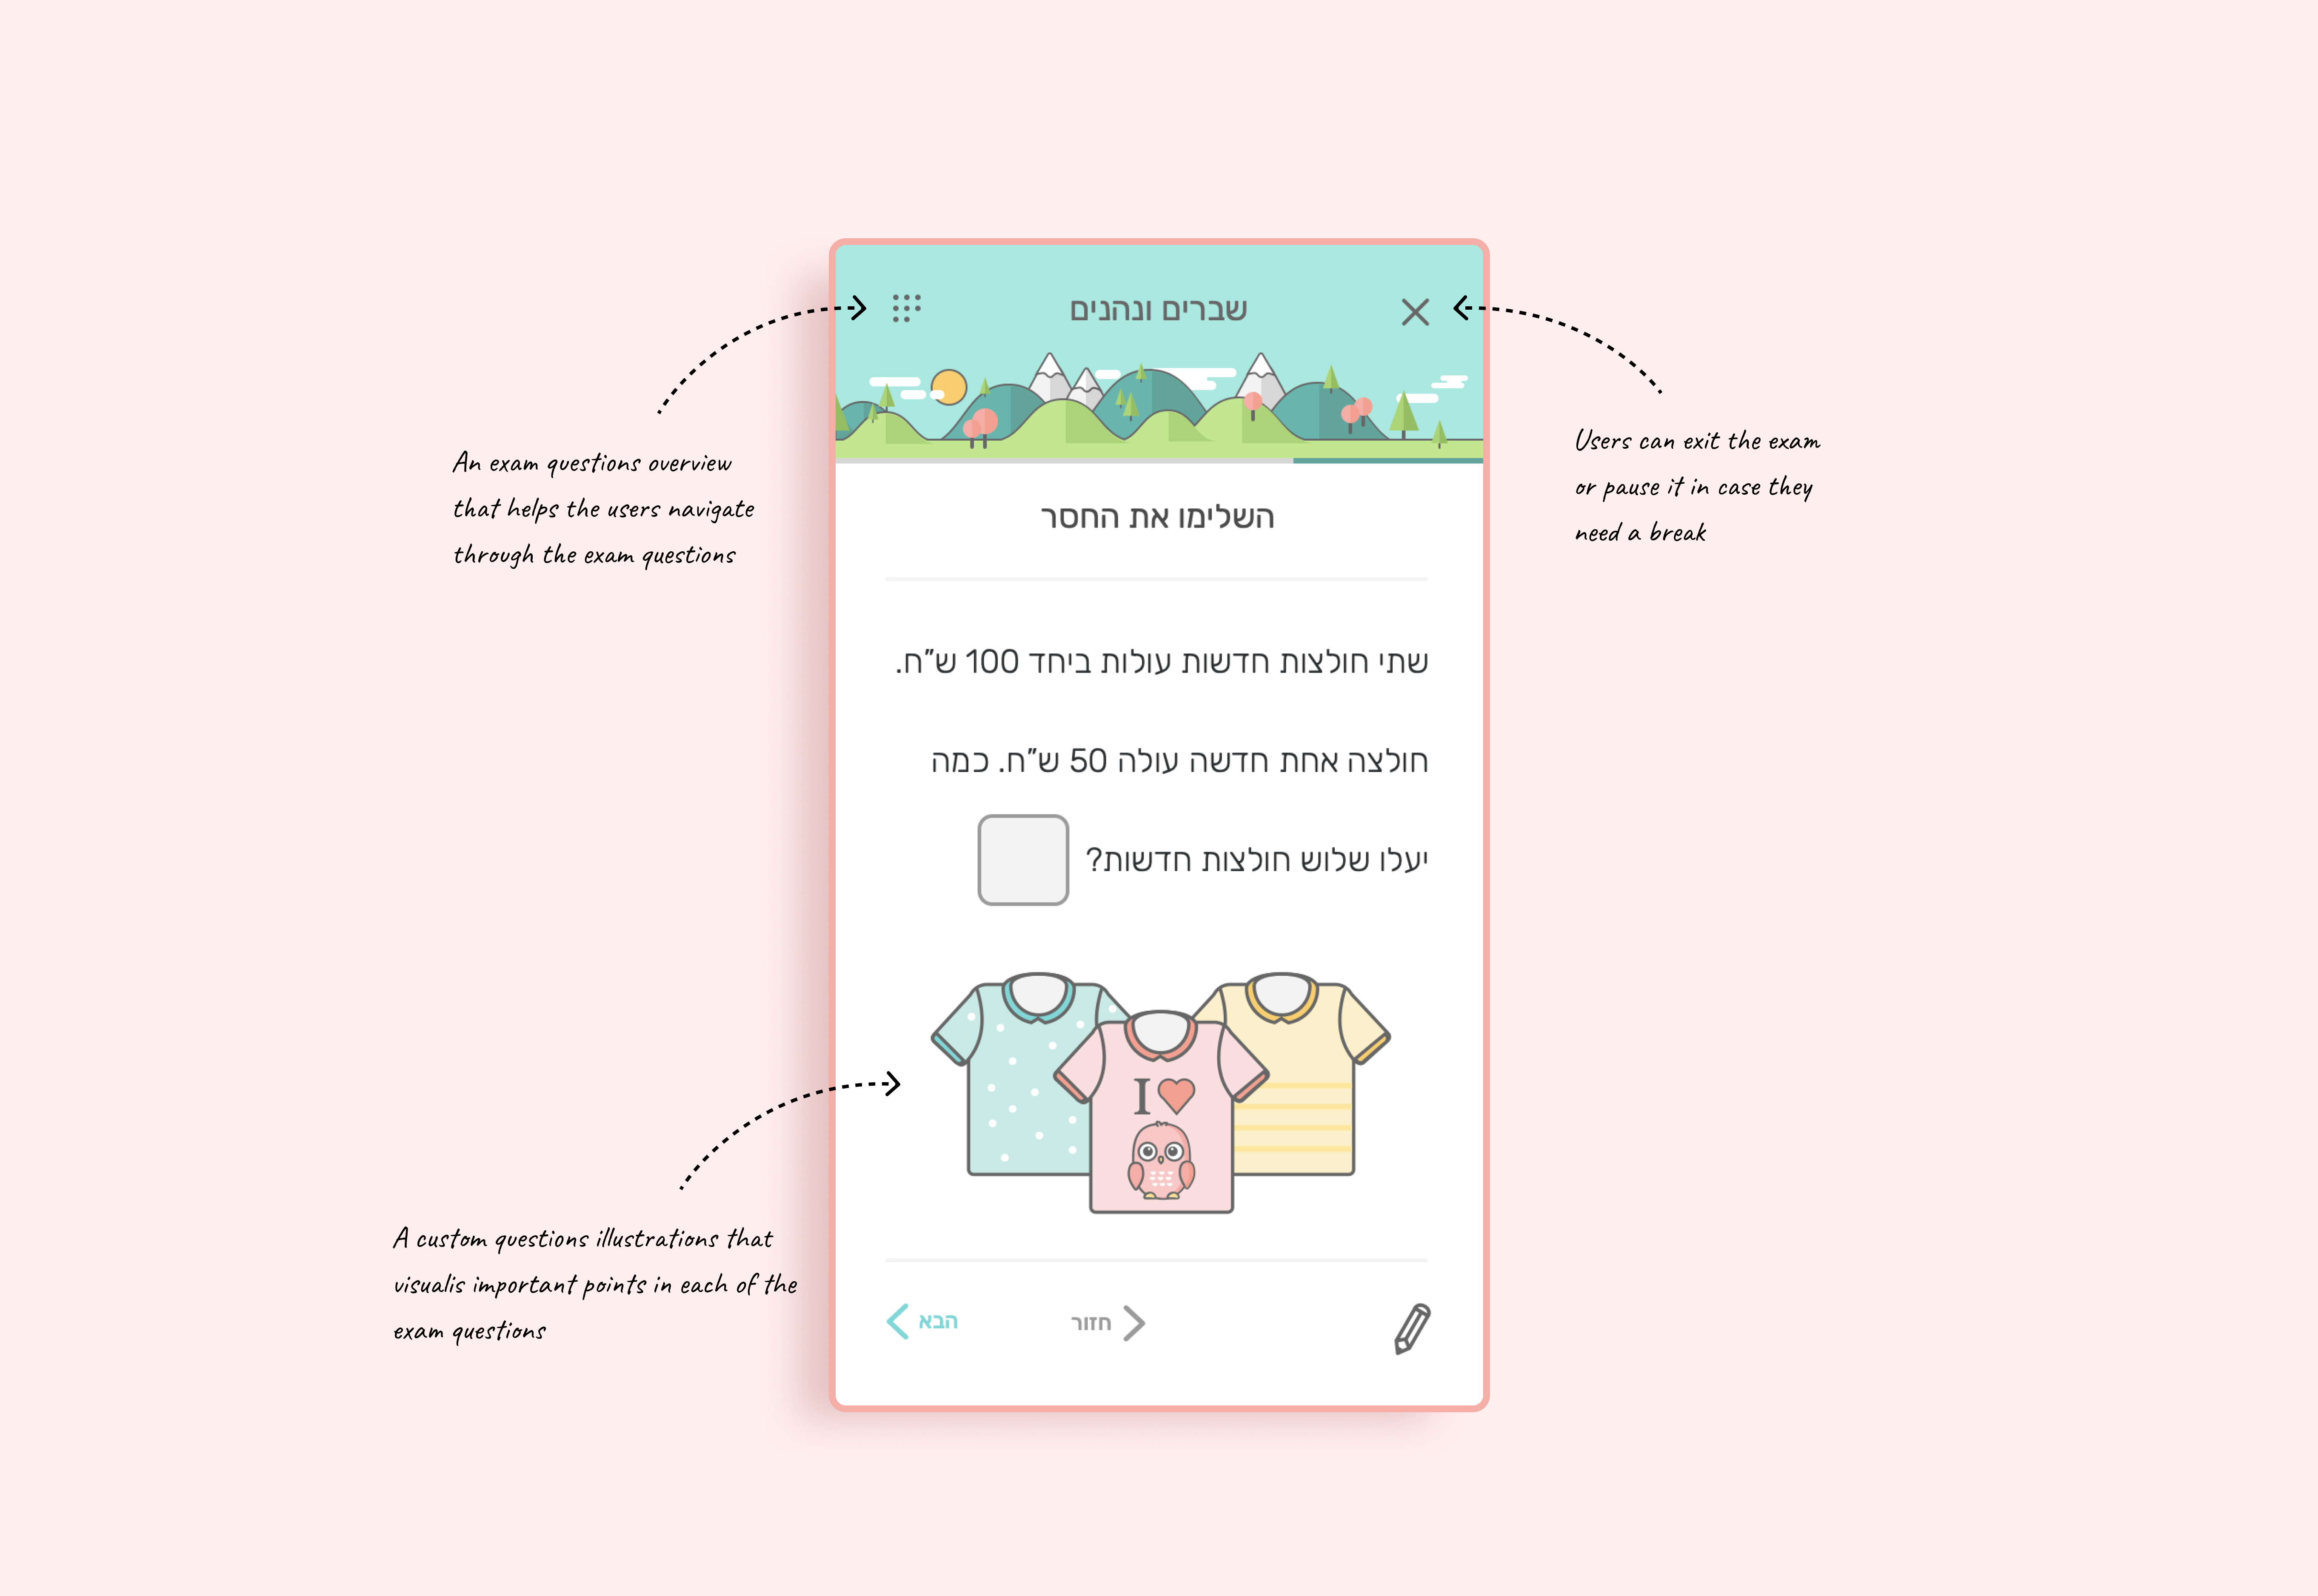 שברים ונהנים
An exam questions overview
that helps the users navigate
through the exam questions
Users can exit the exam
or pause it in case they
need a break
השלימו את החסר
שתי חולצות חדשות עולות ביחד 100 ש״ח.
חולצה אחת חדשה עולה 50 ש״ח. כמה
יעלו שלוש חולצות חדשות?
I
A custom questions illustrations that
visualis important points in each of the
exam questions
חזור
הבא